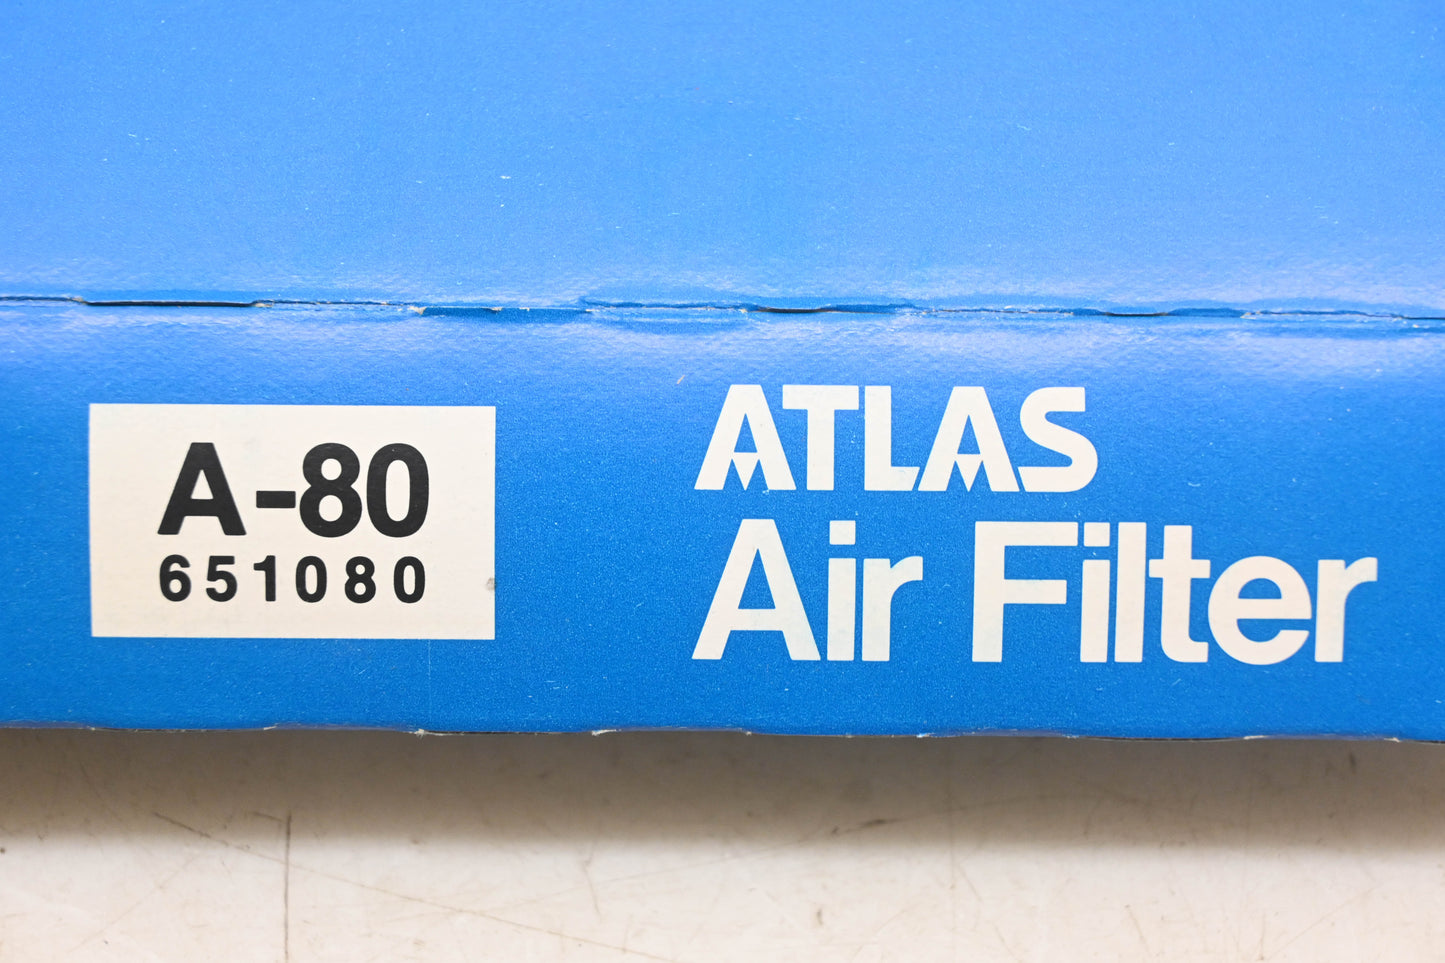 A-80
651080
ATLAS
Air Filter